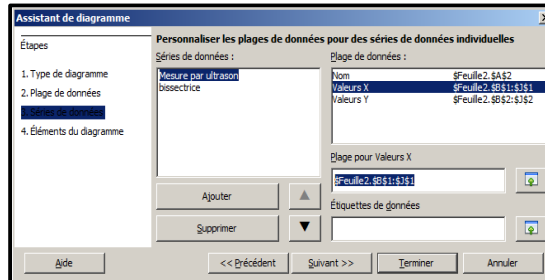 Assistant de diagramme
Étapes
1. Type de diagramme
2. Plage de données
3. Séries de données
4. Éléments du diagramme
Personnaliser les plages de données pour des séries de données individuelles
Séries de données :
Mesure par ultrason
bissectrice
Plage de données :
Nom $Feuille2.$A$2
Valeurs X $Feuille2.$B$1:$J$1
Valeurs Y $Feuille2.$B$2:$J$2
Plage pour Valeurs X
$Feuille2.$B$1:$J$1
Étiquettes de données
Ajouter
Supprimer
Aide
<< Précédent
Suivant >>
Terminer
Annuler